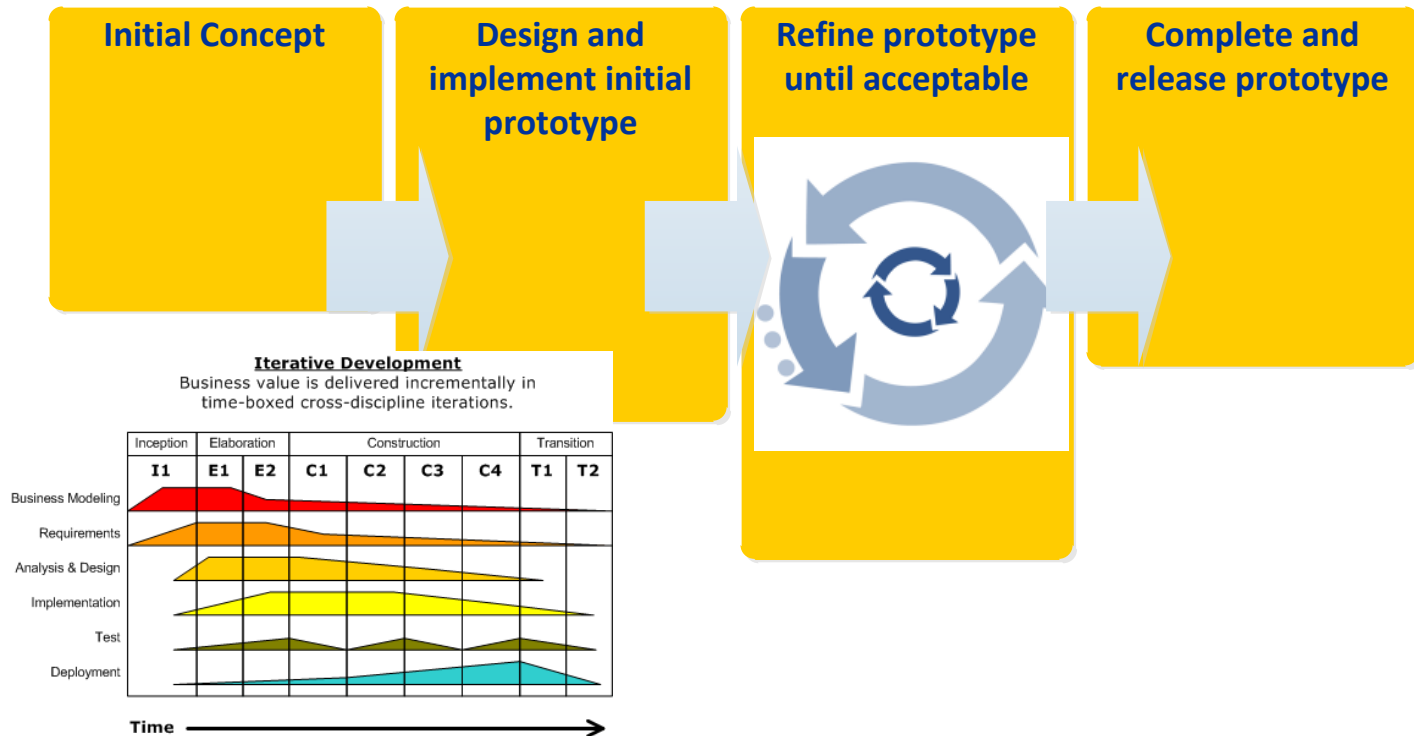 Initial Concept
Design and
implement initial
prototype
Refine prototype
until acceptable
Complete and
release prototype
Iterative Development
Business value is delivered incrementally in
time-boxed cross-discipline iterations.
Inception Elaboration Construction Transition
I1 E1 E2 C1 C2 C3 C4 T1 T2
Business Modeling
Requirements
Analysis & Design
Implementation
Test
Deployment
Time